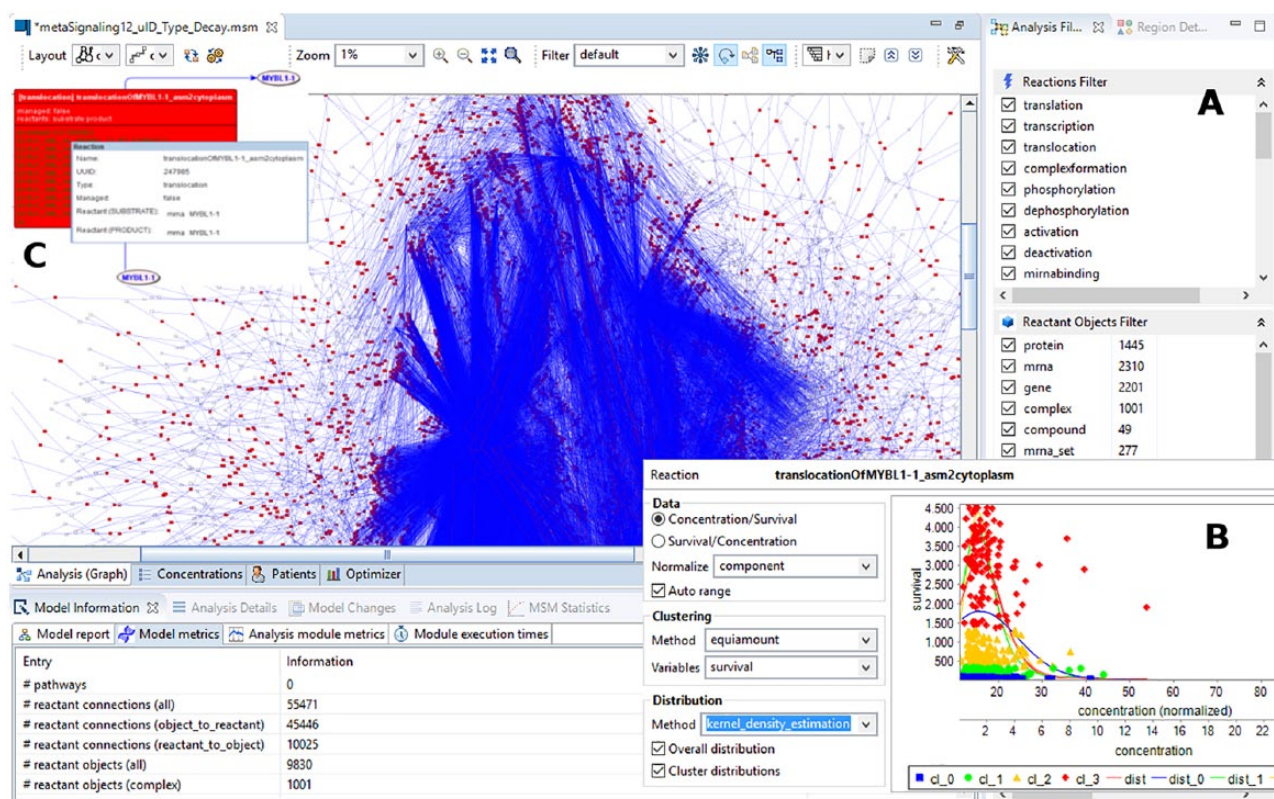 *metaSignaling12_uID_Type_Decay.msm
Layout
Zoom 1%
Filter default
MYBL1-1
[translocation] translocationOfMYBL1-1_asm2cytoplasm
managed: false
reactants: substrate product
Reaction
Name: translocationOfMYBL1-1_asm2cytoplasm
UUID: 247985
Type: translocation
Managed: false
Reactant(SUBSTRATE): mrna MYBL1-1
Reactant(PRODUCT): mrna MYBL1-1
C
MYBL1-1
Analysis Fil...
Region Det...
Reactions Filter
A
translation
transcription
translocation
complexformation
phosphorylation
dephosphorylation
activation
deactivation
mirnabinding
Reactant Objects Filter
protein 1445
mrna 2310
gene 2201
complex 1001
compound 49
mrna_set 277
Analysis (Graph) Concentrations Patients Optimizer
Model Information Analysis Details Model Changes Analysis Log MSM Statistics
Model report Model metrics Analysis module metrics Module execution times
Entry Information
# pathways 0
# reactant connections (all) 55471
# reactant connections (object_to_reactant) 45446
# reactant connections (reactant_to_object) 10025
# reactant objects (all) 9830
# reactant objects (complex) 1001
Reaction translocationOfMYBL1-1_asm2cytoplasm
Data
Concentration/Survival
Survival/Concentration
Normalize component
Auto range
Clustering
Method equiamount
Variables survival
Distribution
Method kernel_density_estimation
Overall distribution
Cluster distributions
B
survival
4.500
4.000
3.500
3.000
2.500
2.000
1.500
1.000
500
20 30 40 50 60 70 80
concentration (normalized)
2 4 6 8 10 12 14 16 18 20 22
concentration
cl_0 cl_1 cl_2 cl_3 dist dist_0 dist_1